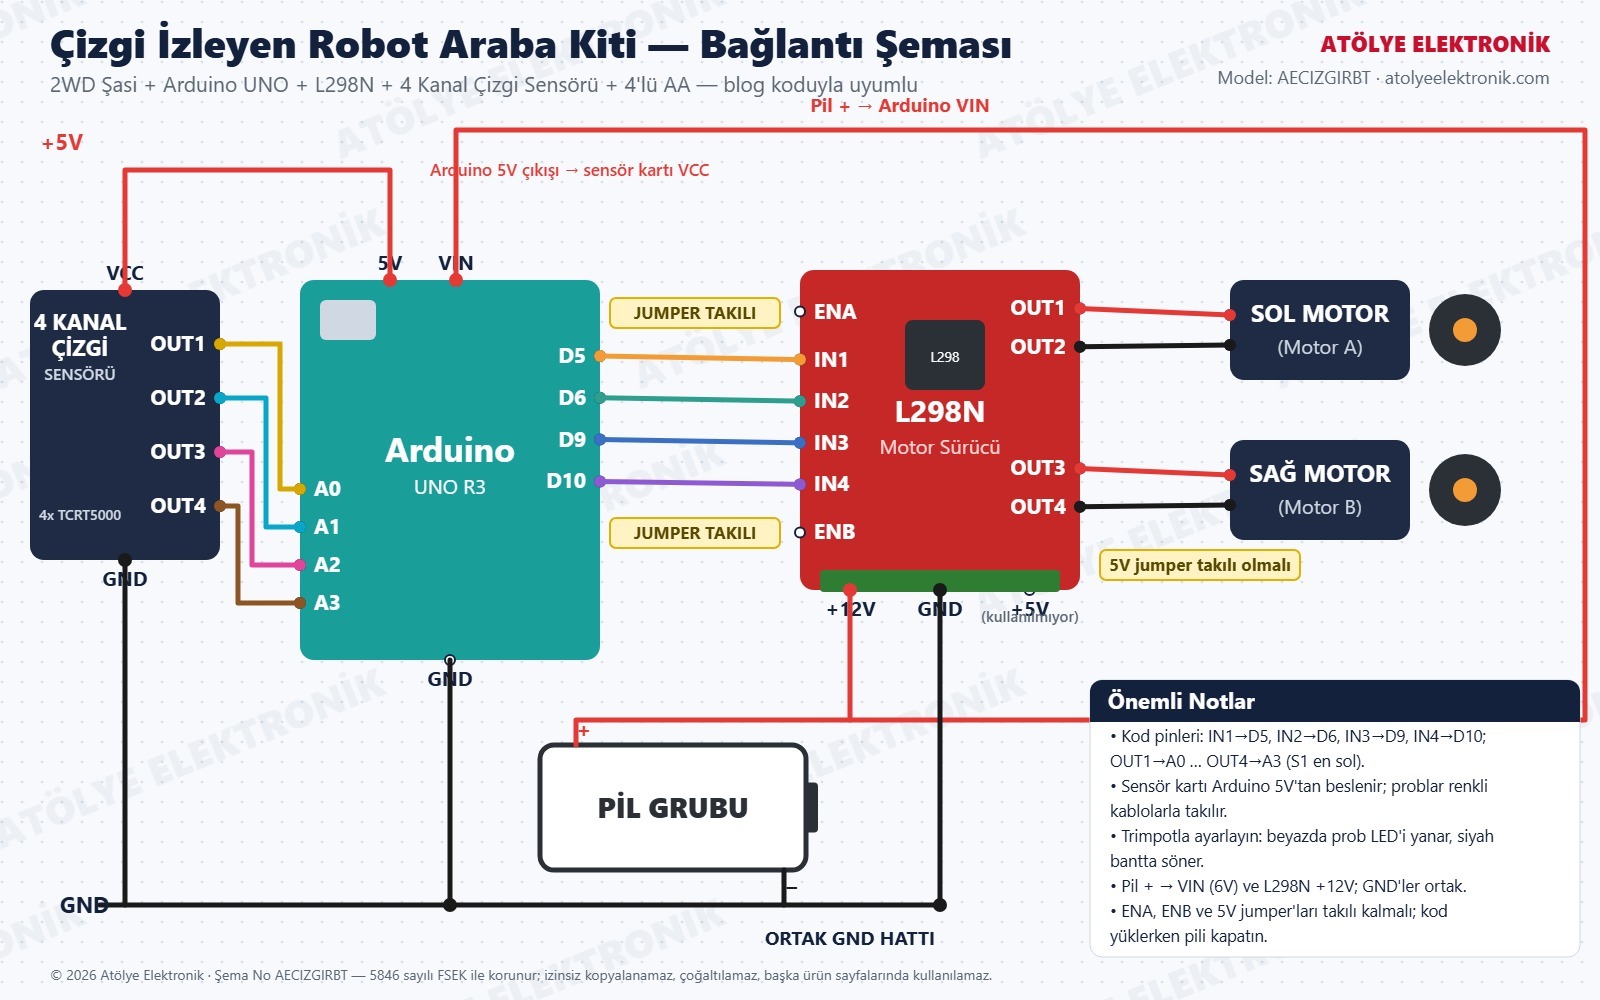 Çizgi İzleyen Robot Araba Kiti — Bağlantı Şeması
ATÖLYE ELEKTRONİK
2WD Şasi + Arduino UNO + L298N + 4 Kanal Çizgi Sensörü + 4'lü AA — blog koduyla uyumlu
Model: AECIZGIRBT · atolyeelektronik.com
Pil + → Arduino VIN
+5V
Arduino 5V çıkışı → sensör kartı VCC
VCC
5V
VIN
4 KANAL
ÇİZGİ
SENSÖRÜ
OUT1
OUT2
OUT3
OUT4
4x TCRT5000
GND
Arduino
UNO R3
A0
A1
A2
A3
D5
D6
D9
D10
GND
JUMPER TAKILI
JUMPER TAKILI
ENA
IN1
IN2
IN3
IN4
ENB
L298
L298N
Motor Sürücü
OUT1
OUT2
OUT3
OUT4
+12V
GND
+5V
(kullanılmıyor)
SOL MOTOR
(Motor A)
SAĞ MOTOR
(Motor B)
5V jumper takılı olmalı
+
PİL GRUBU
–
GND
ORTAK GND HATTI
Önemli Notlar
• Kod pinleri: IN1→D5, IN2→D6, IN3→D9, IN4→D10;
OUT1→A0 ... OUT4→A3 (S1 en sol).
• Sensör kartı Arduino 5V'tan beslenir; problar renkli
kablolarla takılır.
• Trimpotla ayarlayın: beyazda prob LED'i yanar, siyah
bantta söner.
• Pil + → VIN (6V) ve L298N +12V; GND'ler ortak.
• ENA, ENB ve 5V jumper'ları takılı kalmalı; kod
yüklerken pili kapatın.
© 2026 Atölye Elektronik · Şema No AECIZGIRBT — 5846 sayılı FSEK ile korunur; izinsiz kopyalanamaz, çoğaltılamaz, başka ürün sayfalarında kullanılamaz.